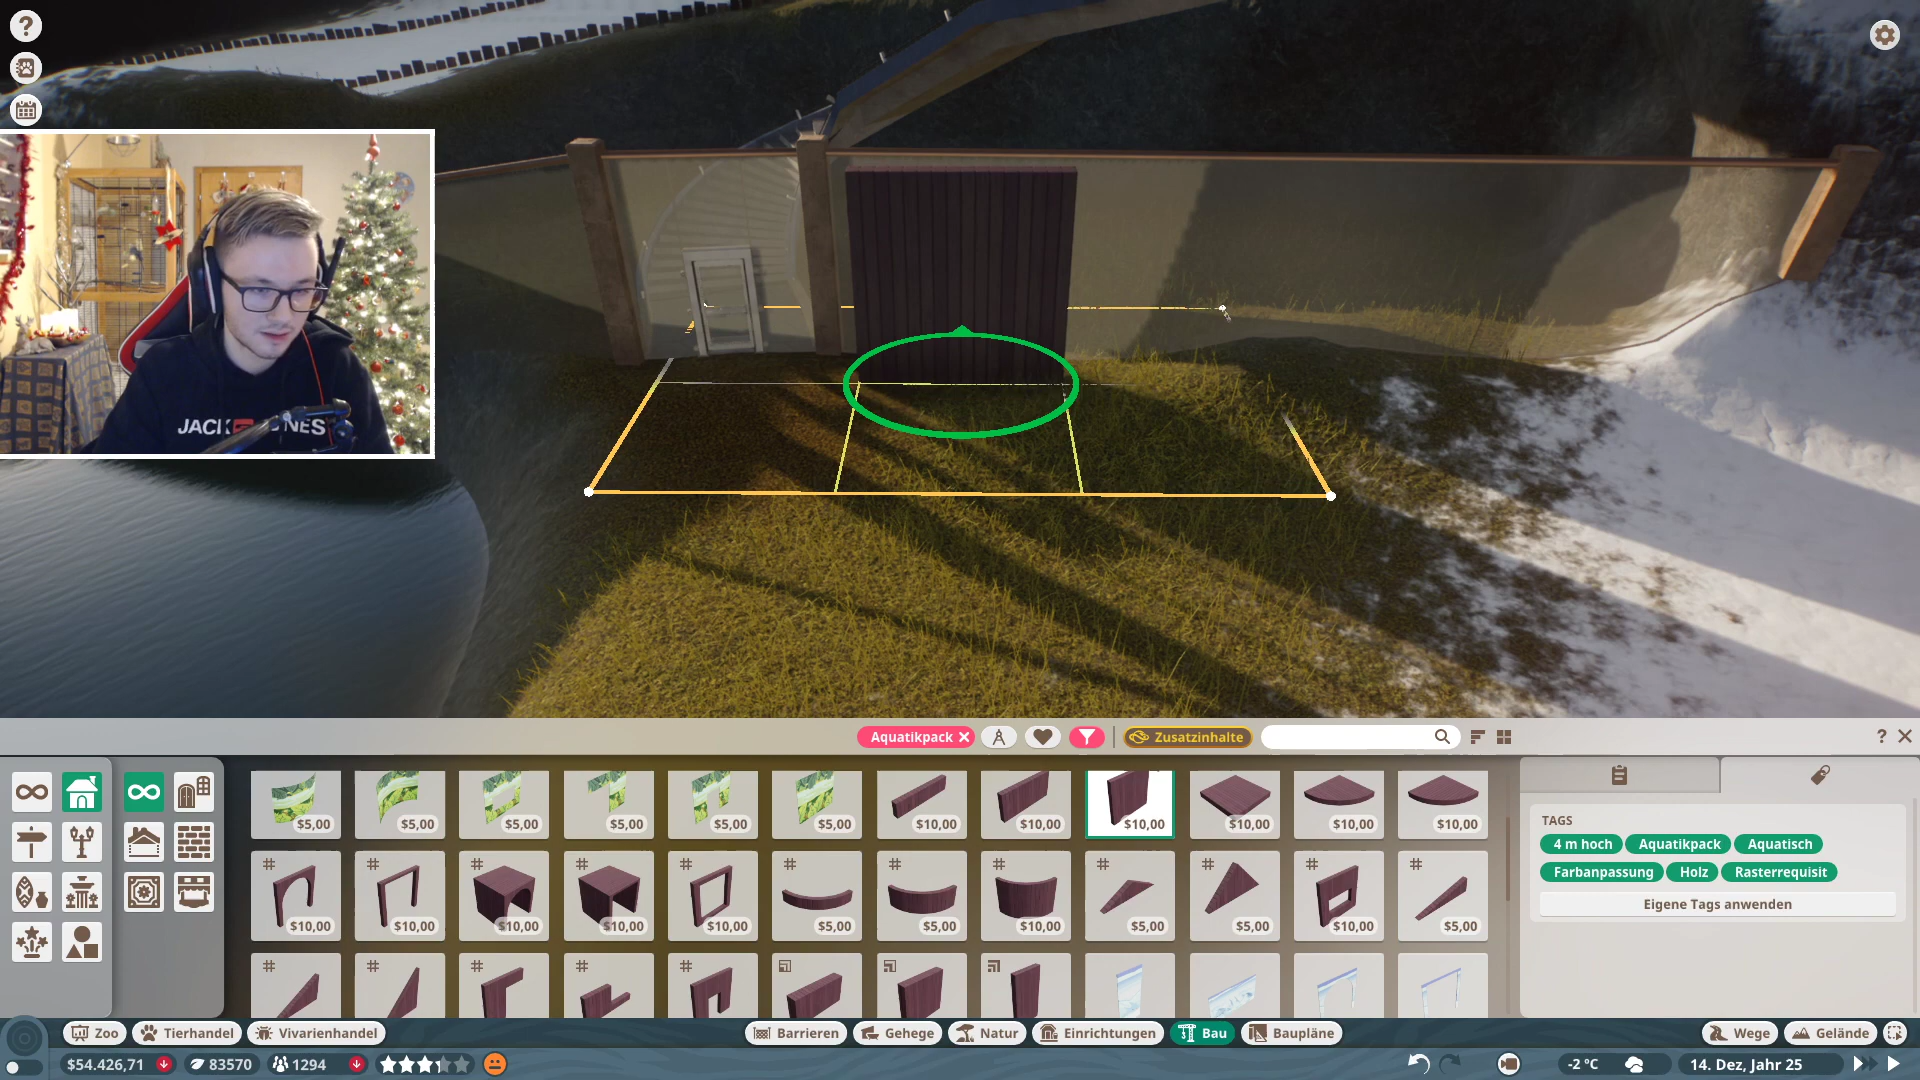 JACK
NES
Aquatikpack
Zusatzinhalte
?
$5,00 $5,00 $5,00 $5,00 $5,00 $5,00 $10,00 $10,00 $10,00 $10,00 $10,00 $10,00
$10,00 $10,00 $10,00 $10,00 $10,00 $5,00 $5,00 $10,00 $5,00 $5,00 $10,00 $5,00
TAGS
4 m hoch Aquatikpack Aquatisch
Farbanpassung Holz Rasterrequisit
Eigene Tags anwenden
Zoo Tierhandel Vivarienhandel Barrieren Gehege Natur Einrichtungen Bau Baupläne Wege Gelände
$54.426,71 83570 1294 -2 °C 14. Dez, Jahr 25